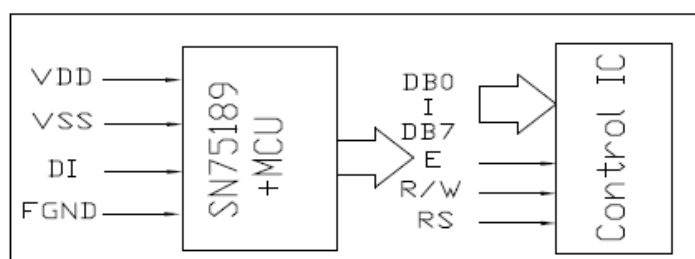 VDD
VSS
DI
FGND
SN75189
+MCU
DB0
I
DB7
E
R/W
RS
Control IC